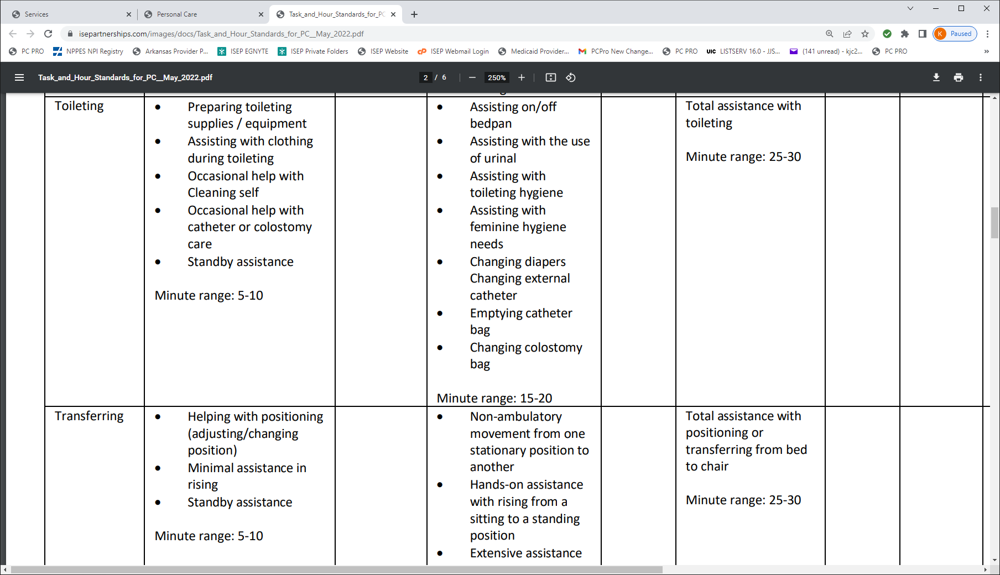 Services
Personal Care
Task_and_Hour_Standards_for_PC
isepartnerships.com/images/docs/Task_and_Hour_Standards_for_PC__May_2022.pdf
K Paused
PC PRO
NPPES NPI Registry
Arkansas Provider P...
ISEP EGNYTE
ISEP Private Folders
ISEP Website
cP ISEP Webmail Login
Medicaid Provider...
PCPro New Change...
PC PRO
UIC LISTSERV 16.0 - JJS...
(141 unread) - kjc2...
PC PRO
»
Task_and_Hour_Standards_for_PC__May_2022.pdf
2 / 6
250%
Toileting
• Preparing toileting
supplies / equipment
• Assisting with clothing
during toileting
• Occasional help with
Cleaning self
• Occasional help with
catheter or colostomy
care
• Standby assistance
Minute range: 5-10
• Assisting on/off
bedpan
• Assisting with the use
of urinal
• Assisting with
toileting hygiene
• Assisting with
feminine hygiene
needs
• Changing diapers
Changing external
catheter
• Emptying catheter
bag
• Changing colostomy
bag
Minute range: 15-20
Total assistance with
toileting
Minute range: 25-30
Transferring
• Helping with positioning
(adjusting/changing
position)
• Minimal assistance in
rising
• Standby assistance
Minute range: 5-10
• Non-ambulatory
movement from one
stationary position to
another
• Hands-on assistance
with rising from a
sitting to a standing
position
• Extensive assistance
Total assistance with
positioning or
transferring from bed
to chair
Minute range: 25-30